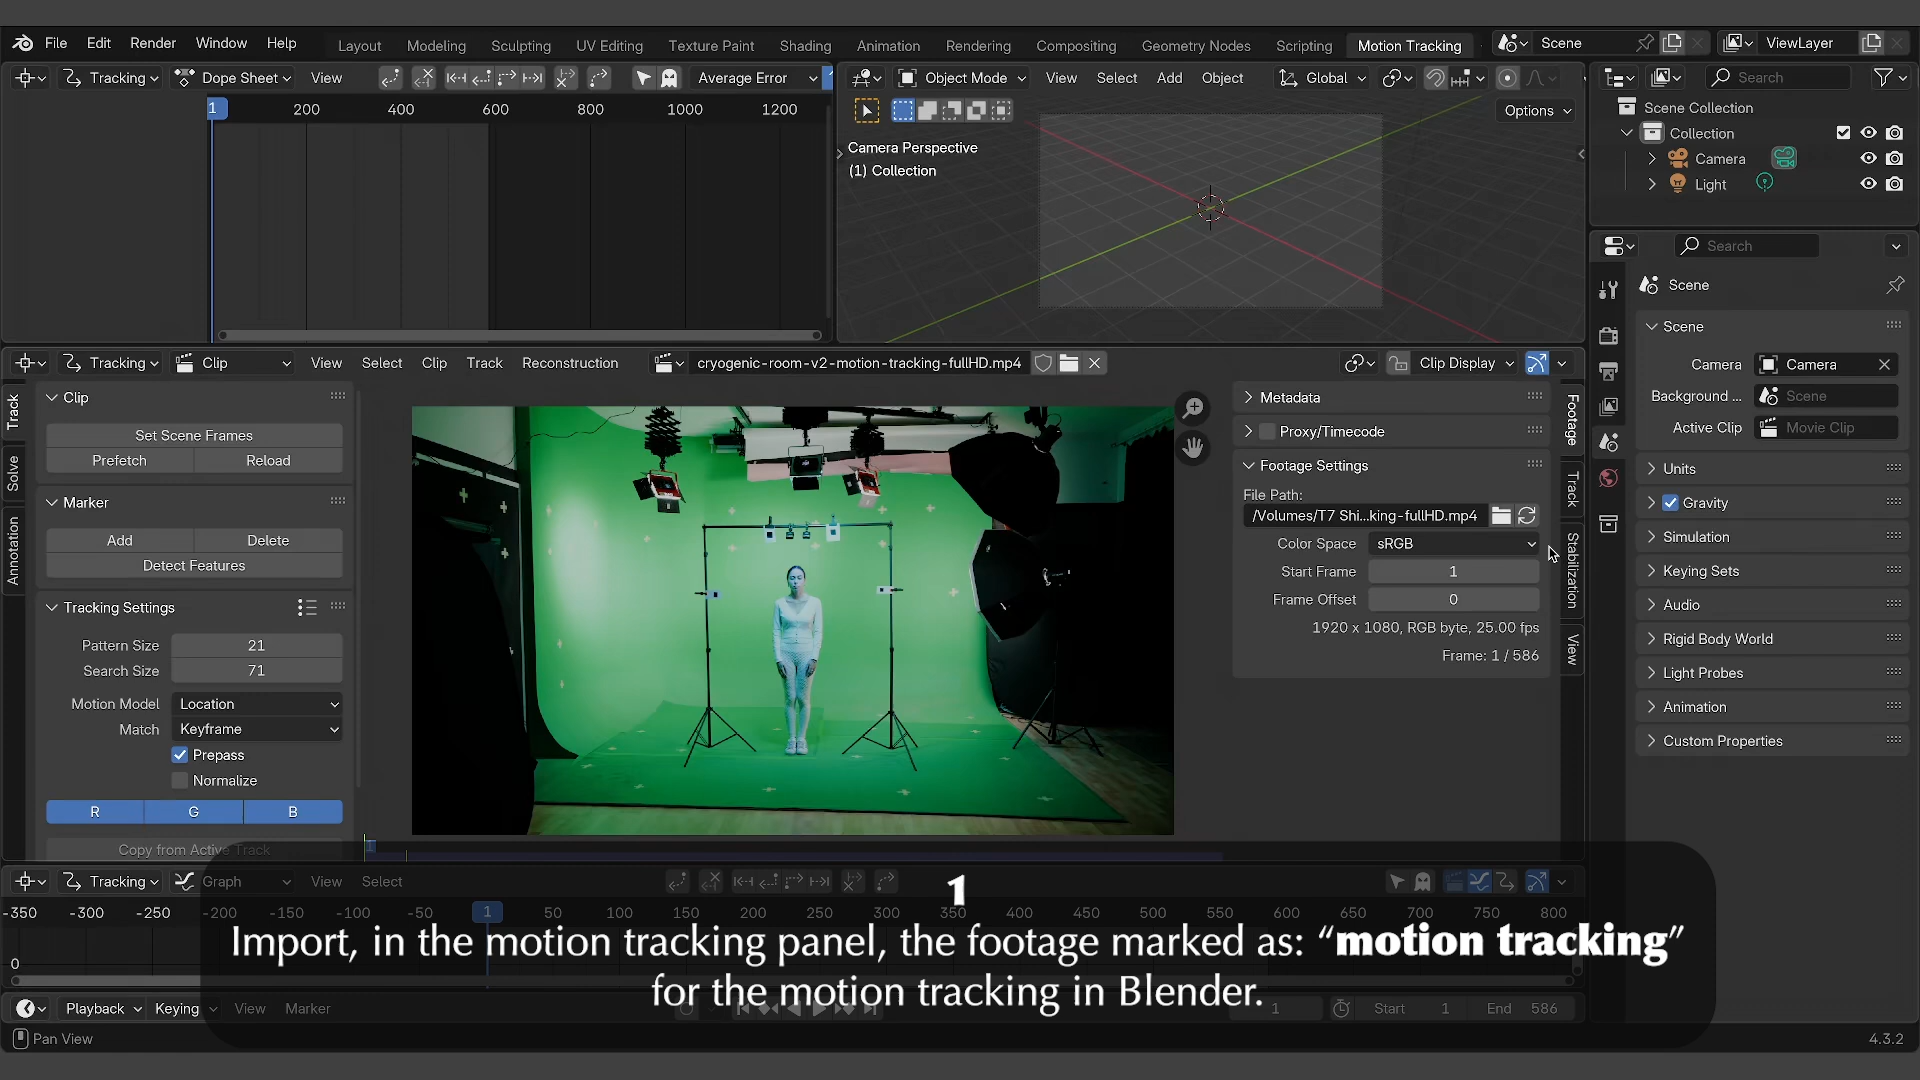 File Edit Render Window Help Layout Modeling Sculpting UV Editing Texture Paint Shading Animation Rendering Compositing Geometry Nodes Scripting Motion Tracking Scene ViewLayer
Tracking Dope Sheet View Average Error
1 200 400 600 800 1000 1200
Object Mode View Select Add Object Global
Options
Camera Perspective
(1) Collection
Search
Scene Collection
Collection
Camera
Light
Search
Scene
Scene
Camera Camera
Background ... Scene
Active Clip Movie Clip
Units
Gravity
Simulation
Keying Sets
Audio
Rigid Body World
Light Probes
Animation
Custom Properties
Tracking Clip View Select Clip Track Reconstruction cryogenic-room-v2-motion-tracking-fullHD.mp4 Clip Display
Track
Solve
Annotation
Clip
Set Scene Frames
Prefetch Reload
Marker
Add Delete
Detect Features
Tracking Settings
Pattern Size 21
Search Size 71
Motion Model Location
Match Keyframe
Prepass
Normalize
R G B
Copy from Active Track
Metadata
Proxy/Timecode
Footage Settings
File Path:
/Volumes/T7 Shi...king-fullHD.mp4
Color Space sRGB
Start Frame 1
Frame Offset 0
1920 x 1080, RGB byte, 25.00 fps
Frame: 1 / 586
Footage
Track
Stabilization
View
1
Tracking Graph View Select
-350 -300 -250 -200 -150 -100 -50 1 50 100 150 200 250 300 350 400 450 500 550 600 650 700 750 800
0
1
Import, in the motion tracking panel, the footage marked as: “motion tracking”
for the motion tracking in Blender.
Playback Keying View Marker 1 Start 1 End 586
Pan View 4.3.2